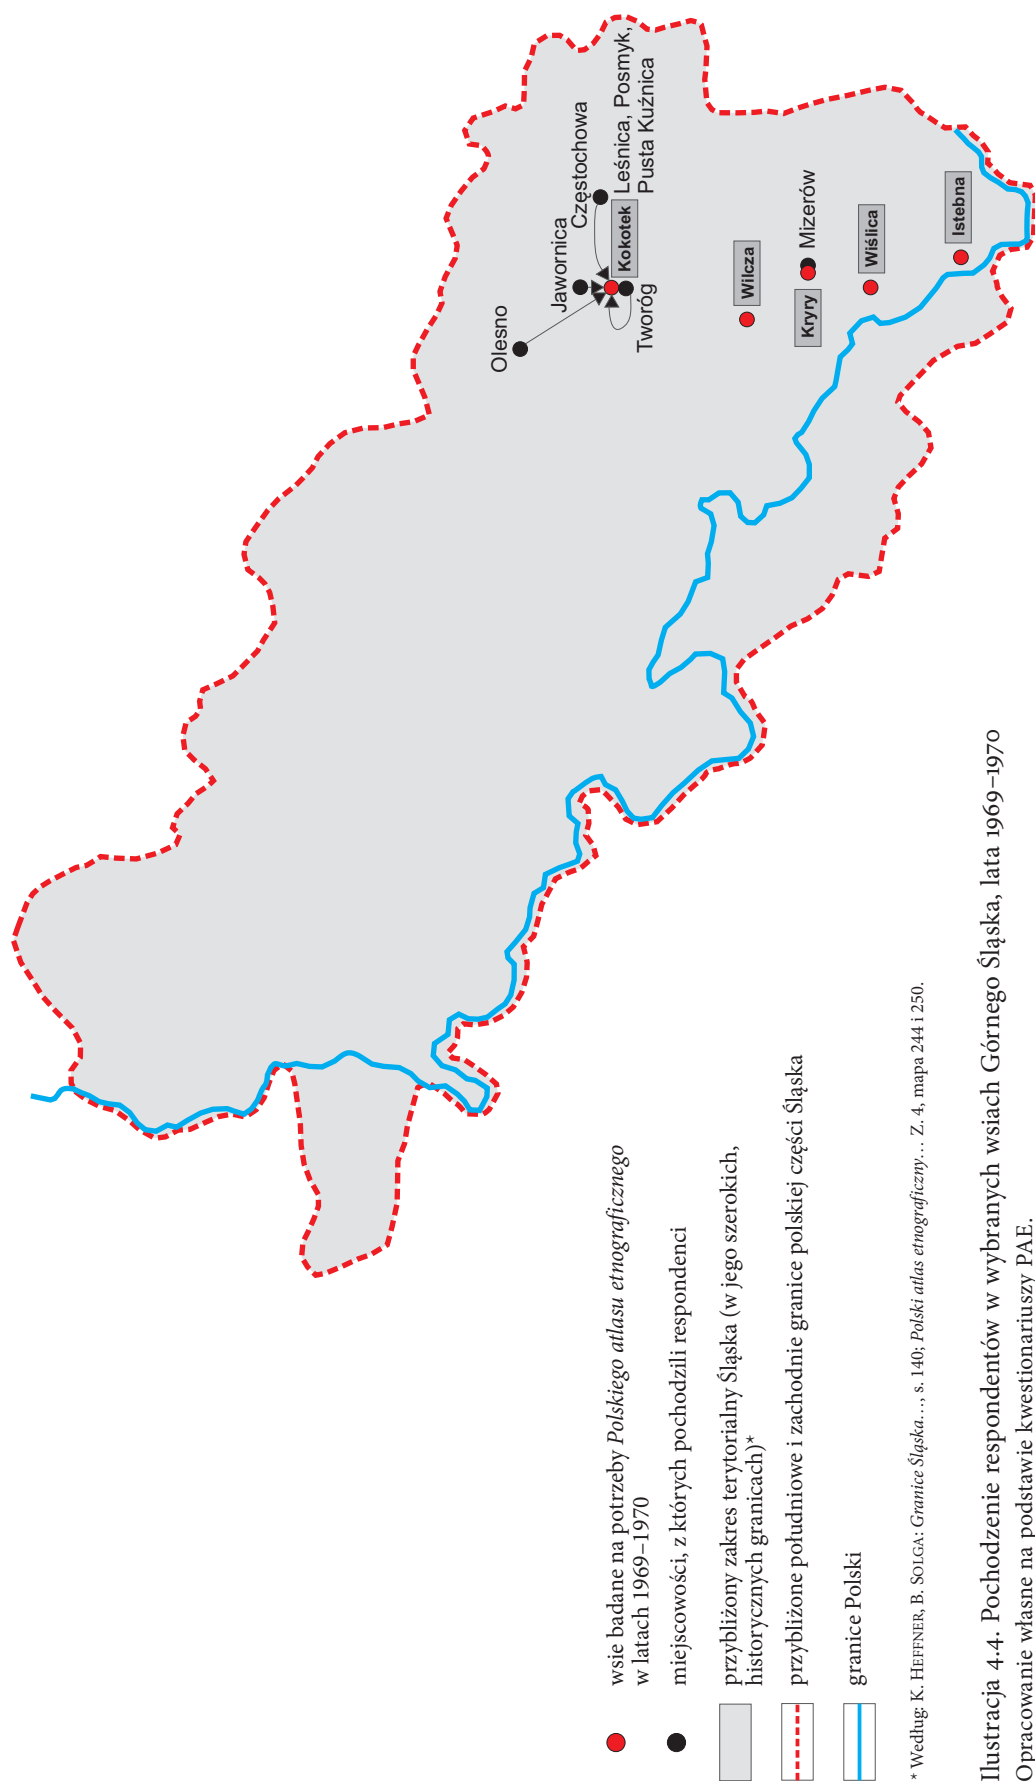 Olesno
Jawornica
Częstochowa
Kokotek
Leśnica, Posmyk,
Pusta Kuźnica
Tworóg
Wilcza
Kryry
Mizerów
Wiślica
Istebna
wsie badane na potrzeby Polskiego atlasu etnograficznego
w latach 1969–1970
miejscowości, z których pochodzili respondenci
przybliżony zakres terytorialny Śląska (w jego szerokich,
historycznych granicach)*
przybliżone południowe i zachodnie granice polskiej części Śląska
granice Polski
* Według: K. Heffner, B. Solga: Granice Śląska…, s. 140; Polski atlas etnograficzny… Z. 4, mapa 244 i 250.
Ilustracja 4.4. Pochodzenie respondentów w wybranych wsiach Górnego Śląska, lata 1969–1970
Opracowanie własne na podstawie kwestionariuszy PAE.